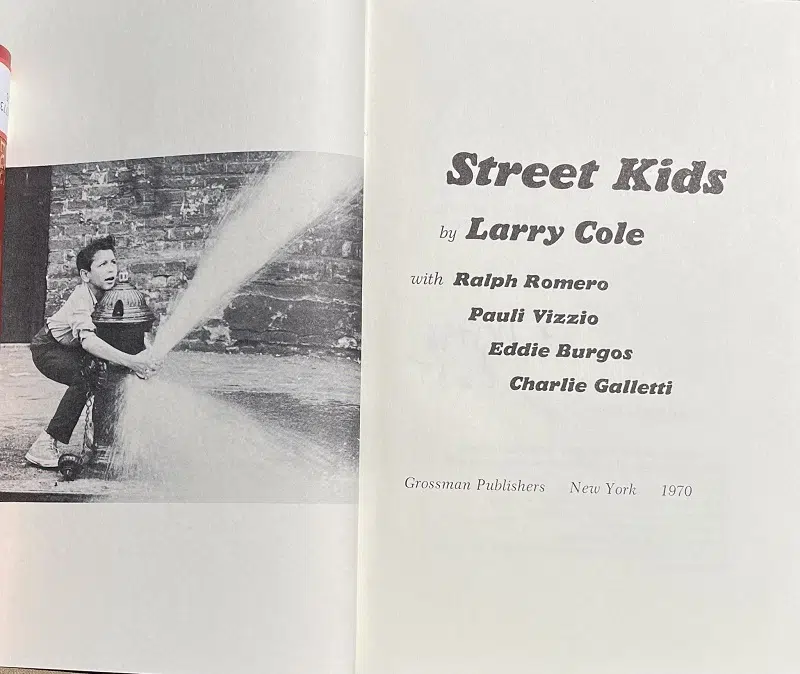 Street Kids
by Larry Cole
with Ralph Romero
Pauli Vizzio
Eddie Burgos
Charlie Galletti
Grossman Publishers New York 1970